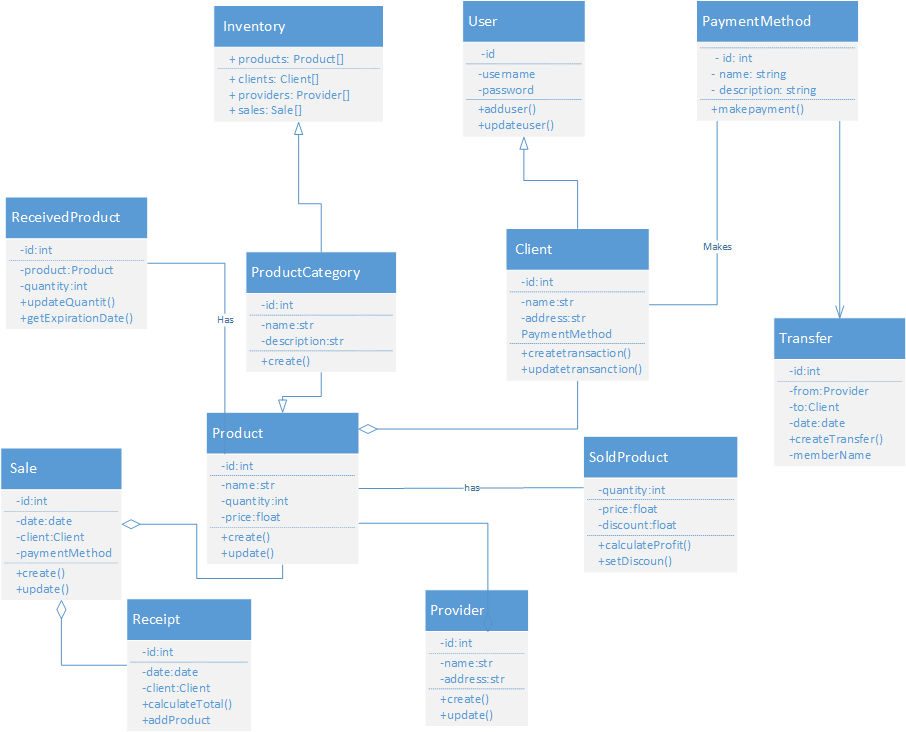 Inventory
+ products: Product[]
+ clients: Client[]
+ providers: Provider[]
+ sales: Sale[]
User
-id
-username
-password
+adduser()
+updateuser()
PaymentMethod
- id: int
- name: string
- description: string
+makepayment()
ReceivedProduct
-id:int
-product:Product
-quantity:int
+updateQuantit()
+getExpirationDate()
ProductCategory
-id:int
-name:str
-description:str
+create()
Client
-id:int
-name:str
-address:str
PaymentMethod
+createtransaction()
+updatetransanction()
Makes
Has
Transfer
-id:int
-from:Provider
-to:Client
-date:date
+createTransfer()
-memberName
Product
-id:int
-name:str
-quantity:int
-price:float
+create()
+update()
has
SoldProduct
-quantity:int
-price:float
-discount:float
+calculateProfit()
+setDiscoun()
Sale
-id:int
-date:date
-client:Client
-paymentMethod
+create()
+update()
Receipt
-id:int
-date:date
-client:Client
+calculateTotal()
+addProduct
Provider
-id:int
-name:str
-address:str
+create()
+update()